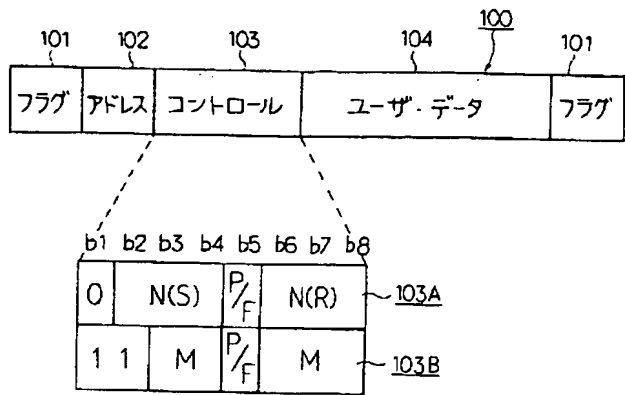 101 102 103 104 100 101
フラグ アドレス コントロール ユーザ・データ フラグ
b1 b2 b3 b4 b5 b6 b7 b8
0 N(S) P/F N(R) 103A
1 1 M P/F M 103B